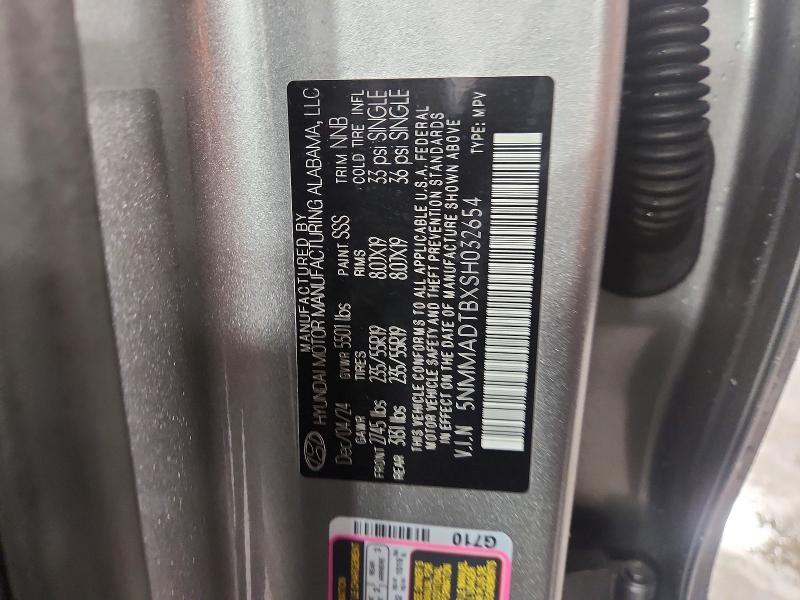 MANUFACTURED BY
HYUNDAI MOTOR MANUFACTURING ALABAMA, LLC
Dec/04/24 GVWR 5501 lbs PAINT SSS TRIM NNB
GAWR TIRES RIMS COLD TIRE INFL
FRONT 2745 lbs 235/55R19 8.0JX19 33 psi SINGLE
REAR 3161 lbs 235/55R19 8.0JX19 36 psi SINGLE
THIS VEHICLE CONFORMS TO ALL APPLICABLE U.S.A. FEDERAL
MOTOR VEHICLE SAFETY AND THEFT PREVENTION STANDARDS
IN EFFECT ON THE DATE OF MANUFACTURE SHOWN ABOVE
V.I.N 5NMMADTBXSH032654 TYPE: MPV
G710